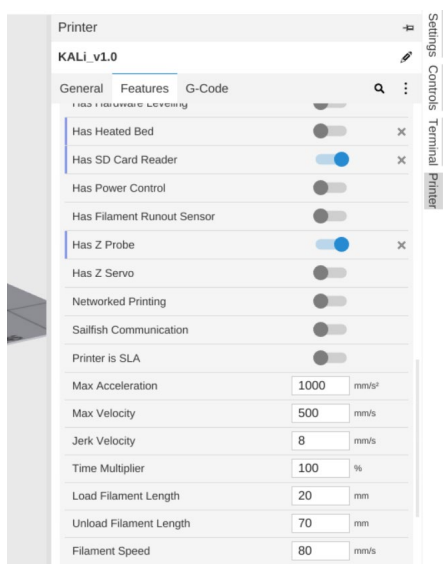 Printer
KALi_v1.0
General Features G-Code
Has Hardware Leveling
Has Heated Bed
Has SD Card Reader
Has Power Control
Has Filament Runout Sensor
Has Z Probe
Has Z Servo
Networked Printing
Sailfish Communication
Printer is SLA
Max Acceleration 1000 mm/s²
Max Velocity 500 mm/s
Jerk Velocity 8 mm/s
Time Multiplier 100 %
Load Filament Length 20 mm
Unload Filament Length 70 mm
Filament Speed 80 mm/s
Settings Controls Terminal Printer